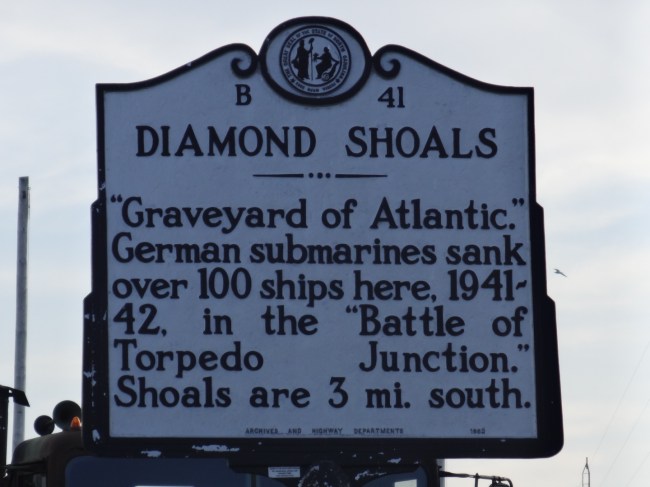 B 41
DIAMOND SHOALS
"Graveyard of Atlantic."
German submarines sank
over 100 ships here, 1941-
42, in the "Battle of
Torpedo Junction."
Shoals are 3 mi. south.
ARCHIVES AND HIGHWAY DEPARTMENTS